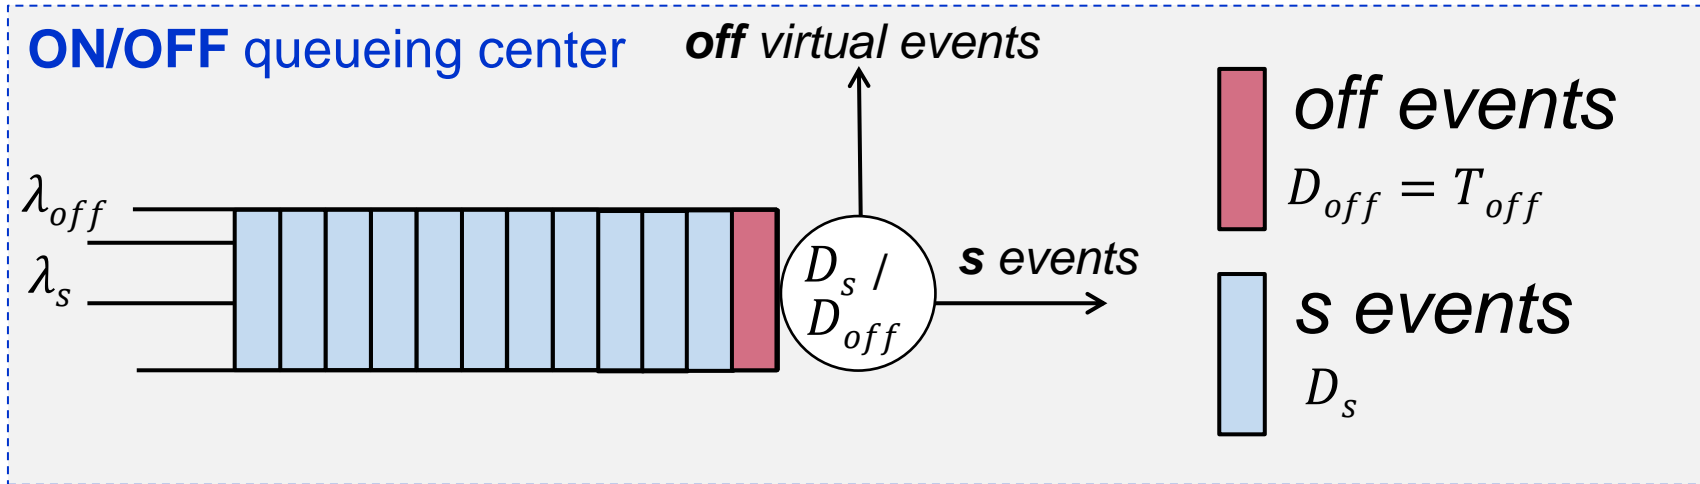 ON/OFF queueing center
off virtual events
λ_off
λ_s
D_s /
D_off
s events
off events
D_off = T_off
s events
D_s